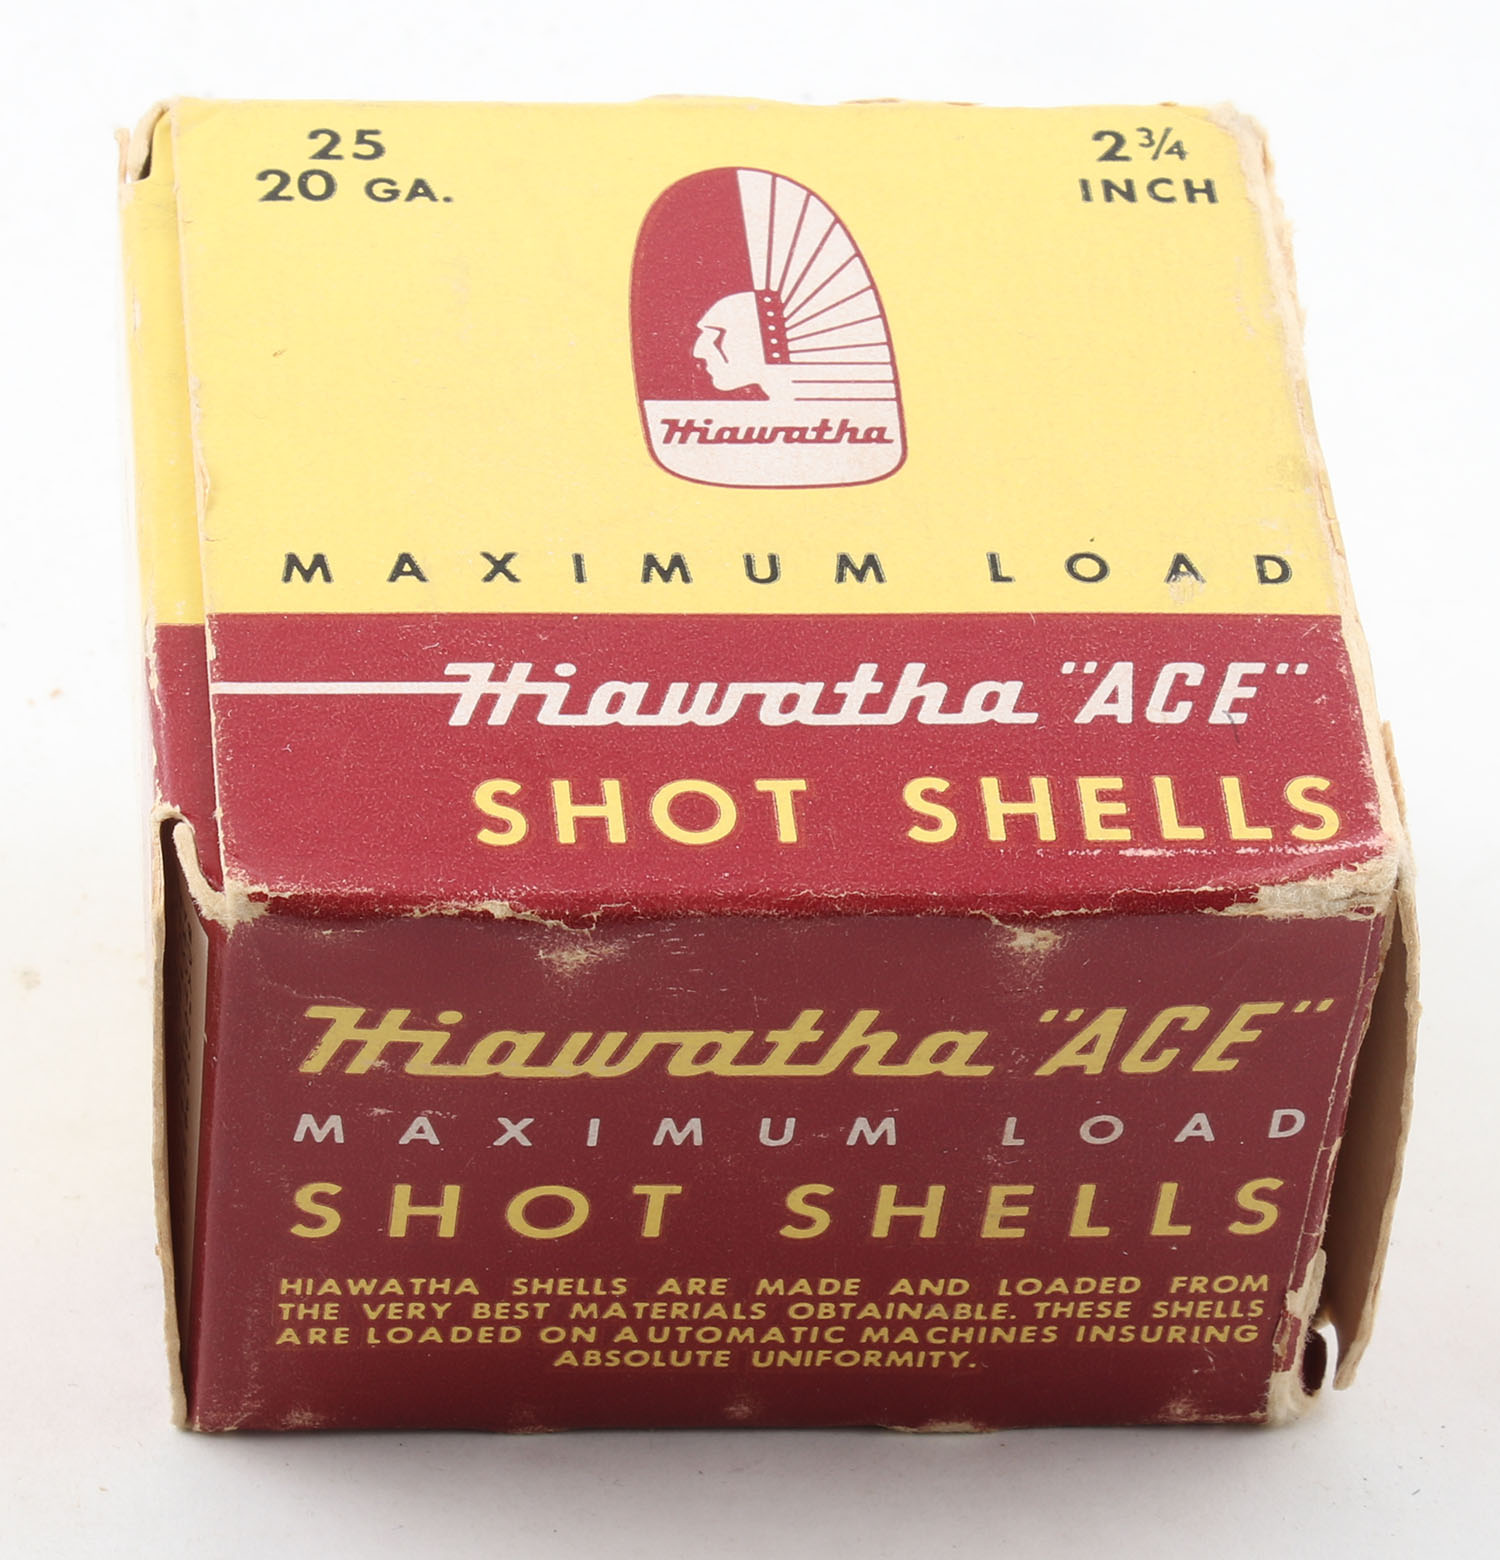 25
20 GA.
2 3/4
INCH
Hiawatha
MAXIMUM LOAD
Hiawatha "ACE"
SHOT SHELLS
Hiawatha "ACE"
MAXIMUM LOAD
SHOT SHELLS
HIAWATHA SHELLS ARE MADE AND LOADED FROM
THE VERY BEST MATERIALS OBTAINABLE. THESE SHELLS
ARE LOADED ON AUTOMATIC MACHINES INSURING
ABSOLUTE UNIFORMITY.